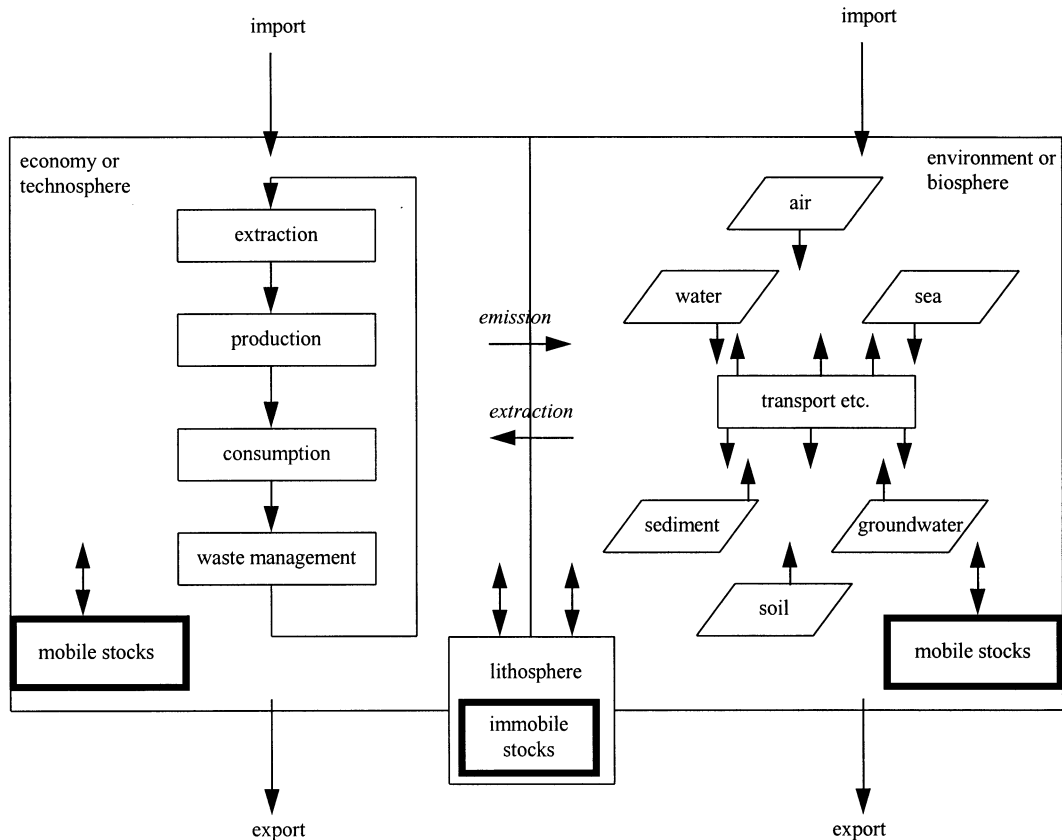 import
import
economy or
technosphere
environment or
biosphere
air
extraction
water
sea
emission
production
transport etc.
extraction
consumption
sediment
groundwater
waste management
soil
mobile stocks
lithosphere
mobile stocks
immobile
stocks
export
export